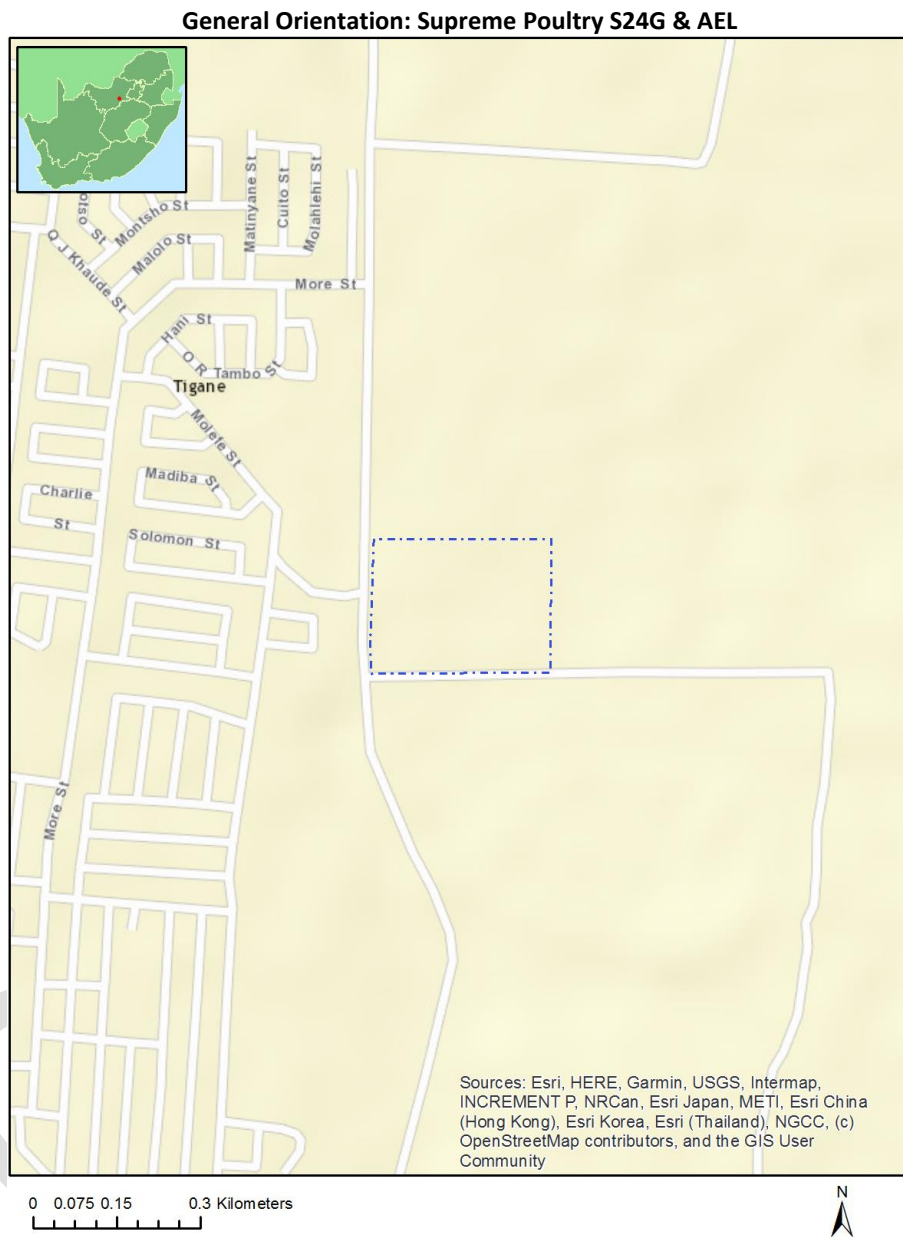 General Orientation: Supreme Poultry S24G & AEL
Matinyane St
Cuito St
Molahlehi St
Montsho St
Malolo St
Q J Khaude St
More St
Hani St
O R Tambo St
Tigane
Molefe St
Madiba St
Charlie
St
Solomon St
More St
Sources: Esri, HERE, Garmin, USGS, Intermap,
INCREMENT P, NRCan, Esri Japan, METI, Esri China
(Hong Kong), Esri Korea, Esri (Thailand), NGCC, (c)
OpenStreetMap contributors, and the GIS User
Community
0 0.075 0.15 0.3 Kilometers
N